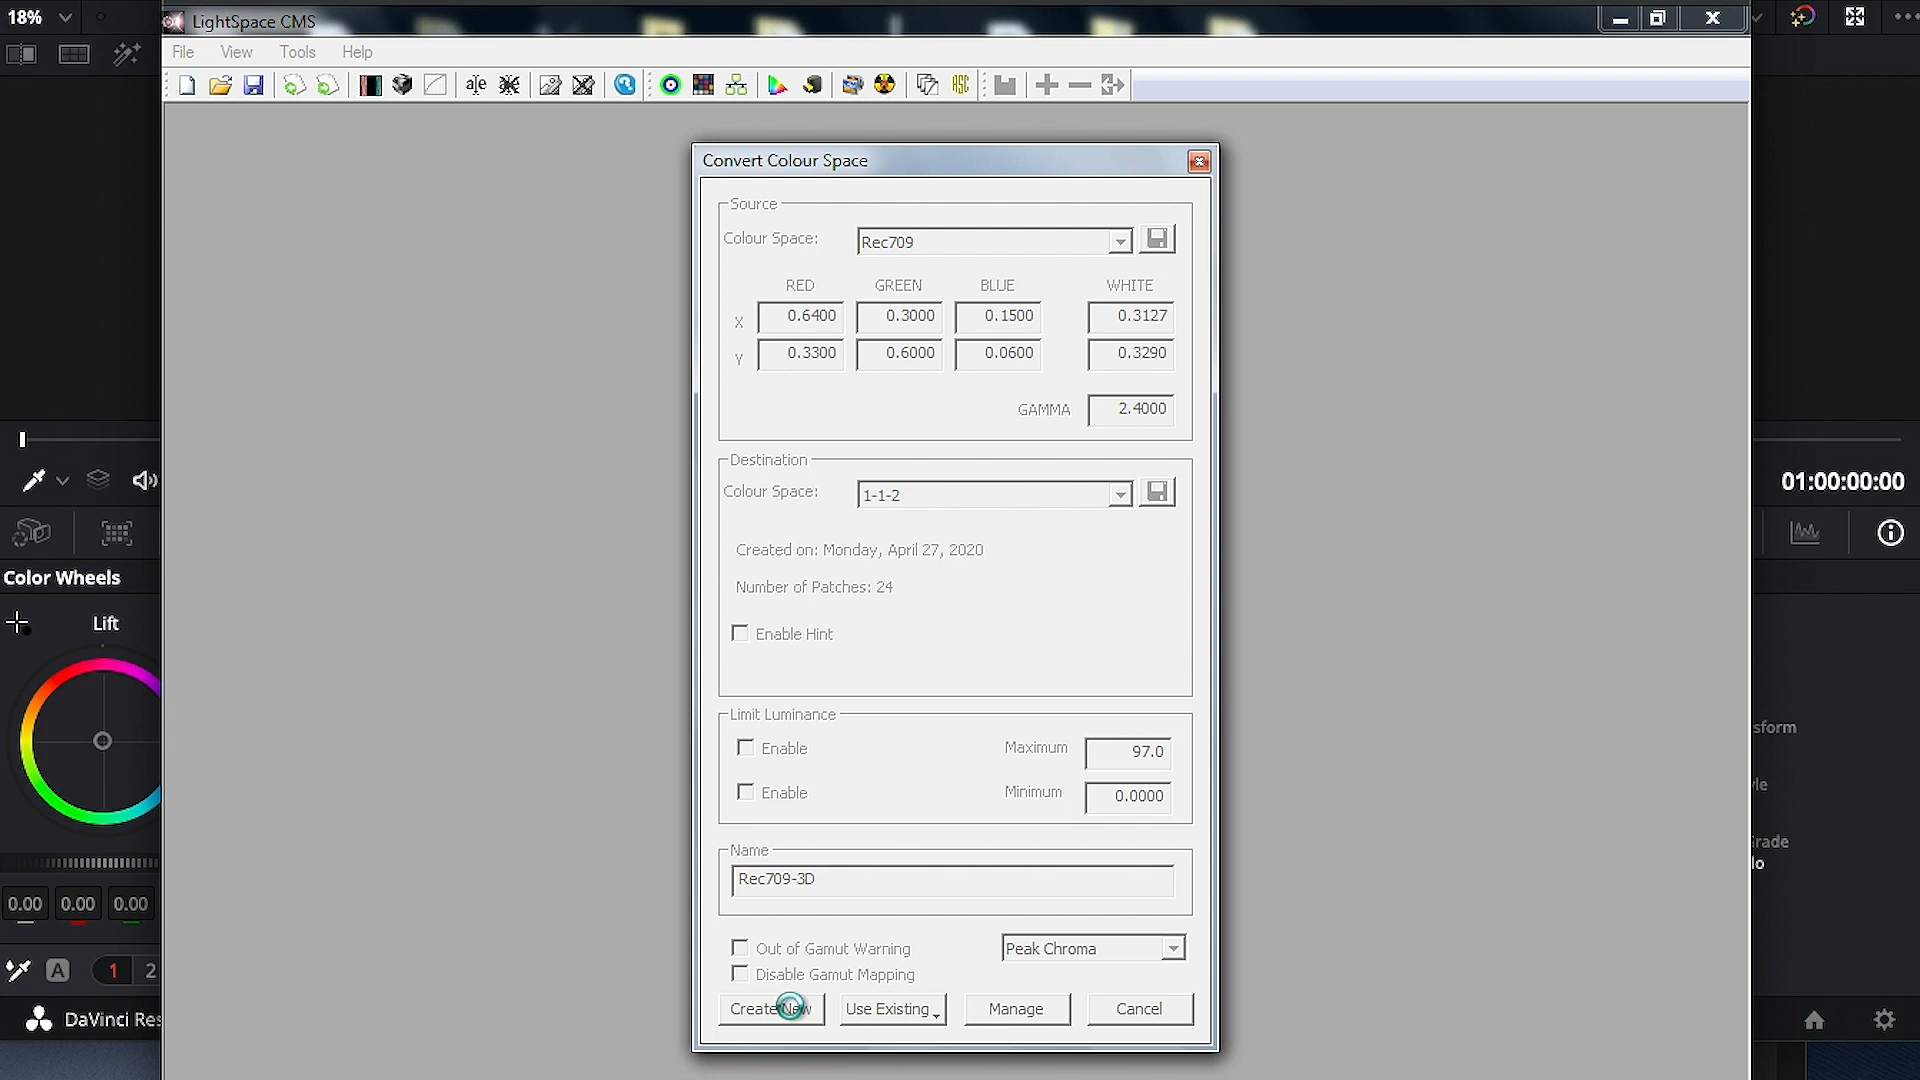 18%
LightSpace CMS
File View Tools Help
a|e
ASC
Convert Colour Space
Source
Colour Space: Rec709
RED GREEN BLUE WHITE
X 0.6400 0.3000 0.1500 0.3127
Y 0.3300 0.6000 0.0600 0.3290
GAMMA 2.4000
Destination
Colour Space: 1-1-2
Created on: Monday, April 27, 2020
Number of Patches: 24
Enable Hint
Limit Luminance
Enable Maximum 97.0
Enable Minimum 0.0000
Name
Rec709-3D
Out of Gamut Warning Peak Chroma
Disable Gamut Mapping
Create New Use Existing Manage Cancel
01:00:00:00
Color Wheels
Lift
sform
le
rade
lo
0.00 0.00 0.00
A 1 2
DaVinci Res